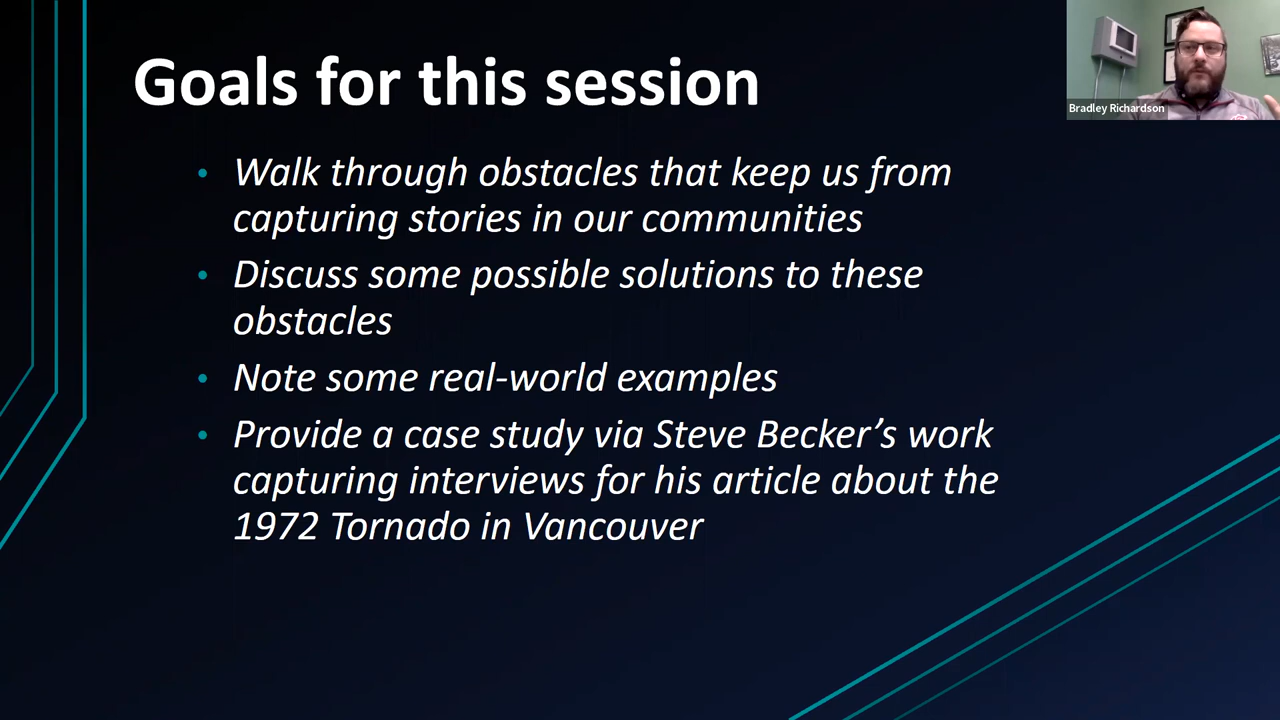 Goals for this session
Bradley Richardson
• Walk through obstacles that keep us from
capturing stories in our communities
• Discuss some possible solutions to these
obstacles
• Note some real-world examples
• Provide a case study via Steve Becker’s work
capturing interviews for his article about the
1972 Tornado in Vancouver